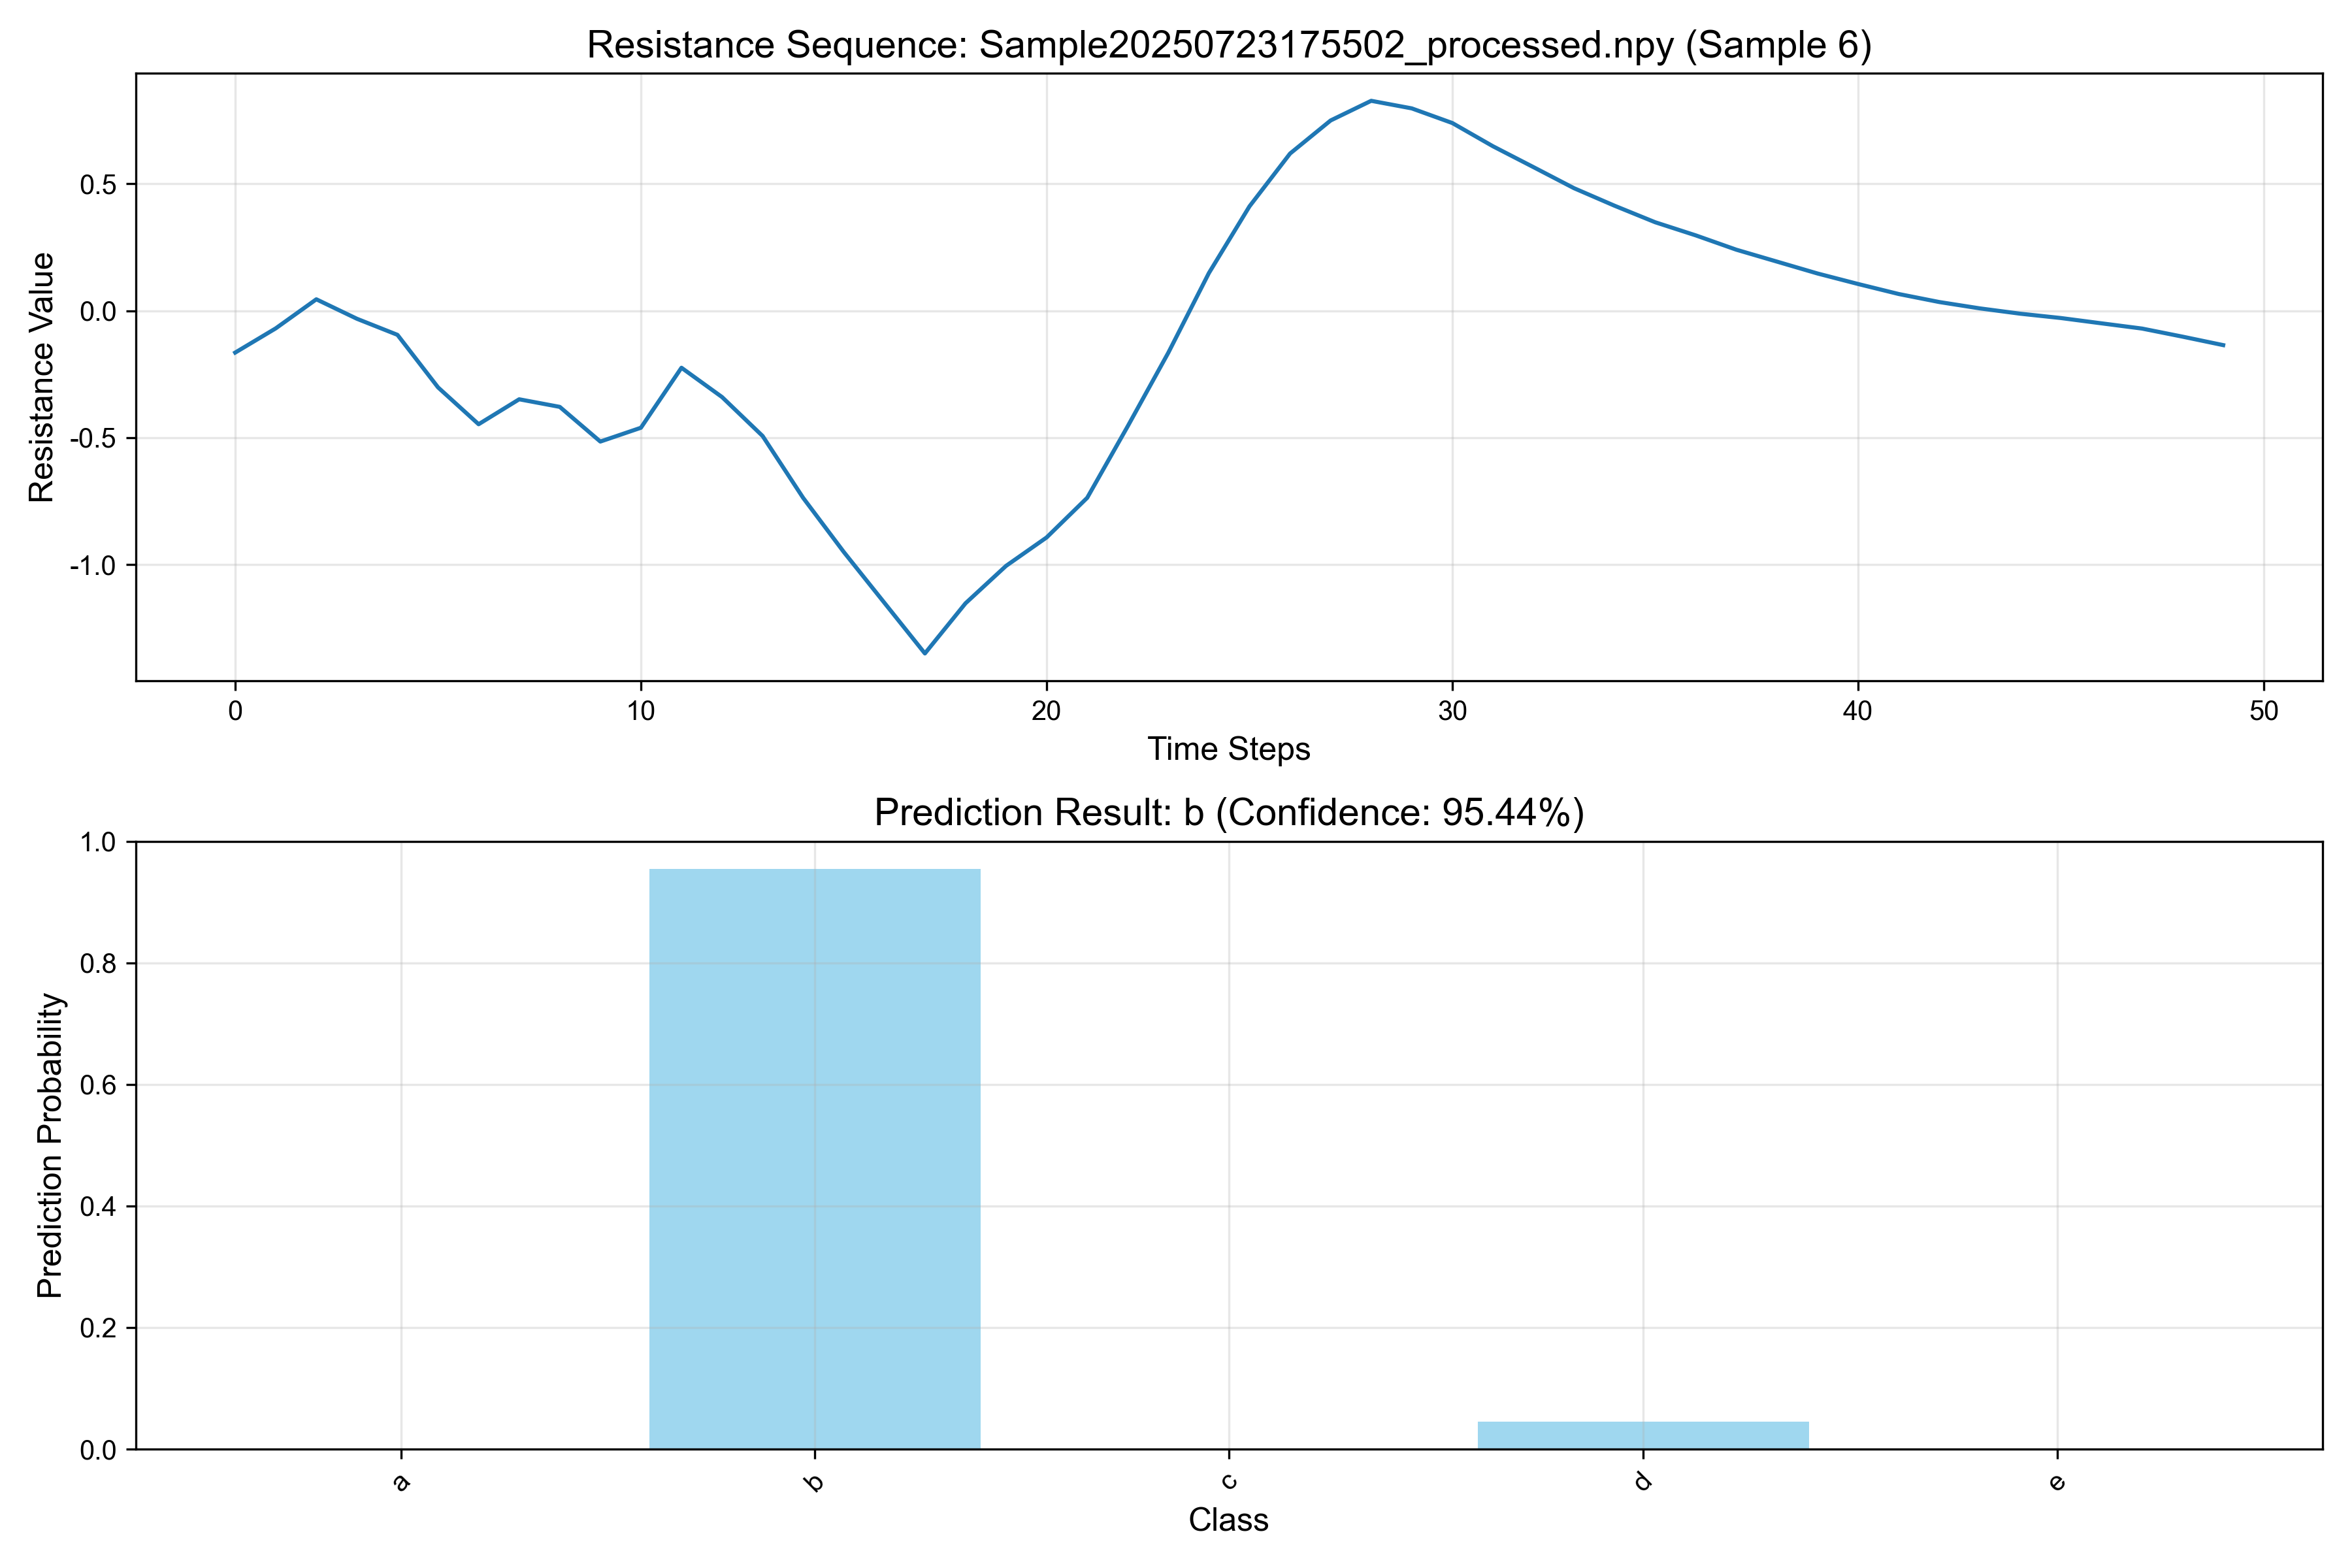 Resistance Sequence: Sample20250723175502_processed.npy (Sample 6)
Resistance Value
0.5
0.0
-0.5
-1.0
0 10 20 30 40 50
Time Steps
Prediction Result: b (Confidence: 95.44%)
Prediction Probability
1.0
0.8
0.6
0.4
0.2
0.0
a b c d e
Class